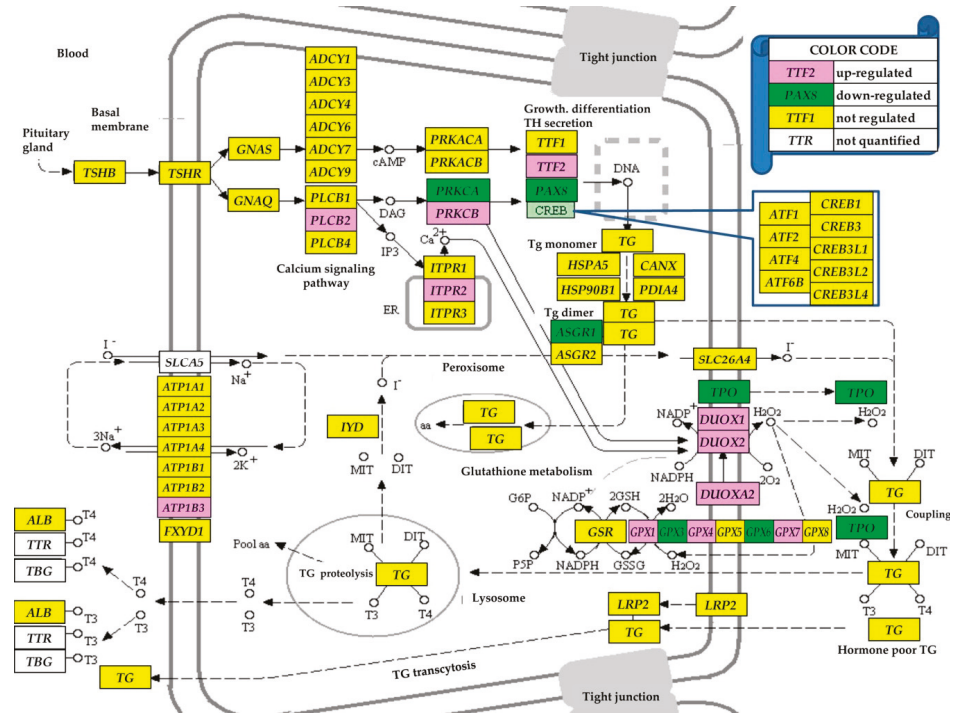 Blood
Tight junction
COLOR CODE
TTF2 up-regulated
PAX8 down-regulated
TTF1 not regulated
TTR not quantified
Pituitary gland
Basal membrane
TSHB
TSHR
GNAS
GNAQ
ADCY1
ADCY3
ADCY4
ADCY6
ADCY7
ADCY9
PLCB1
PLCB2
PLCB4
Calcium signaling
pathway
cAMP
DAG
IP3
Ca2+
PRKACA
PRKACB
PRKCA
PRKCB
Growth. differentiation
TH secretion
TTF1
TTF2
PAX8
CREB
DNA
ATF1
ATF2
ATF4
ATF6B
CREB1
CREB3
CREB3L1
CREB3L2
CREB3L4
ITPR1
ITPR2
ITPR3
ER
Tg monomer
TG
HSPA5
CANX
HSP90B1
PDIA4
Tg dimer
TG
TG
ASGR1
ASGR2
I-
SLCA5
Na+
ATP1A1
ATP1A2
ATP1A3
ATP1A4
ATP1B1
ATP1B2
ATP1B3
FXYD1
3Na+
2K+
Peroxisome
I-
IYD
MIT
DIT
aa
TG
TG
SLC26A4
I-
TPO
TPO
DUOX1
DUOX2
DUOXA2
NADP+
NADPH
H2O2
H2O2
2O2
Glutathione metabolism
G6P
NADP+
2GSH
2H2O
GSR
GPX1
GPX3
GPX4
GPX5
GPX6
GPX7
GPX8
P5P
NADPH
GSSG
H2O2
MIT
DIT
TG
Coupling
H2O2
TPO
MIT
DIT
TG
T3
T4
TG
Hormone poor TG
ALB
T4
TTR
T4
TBG
T4
ALB
T3
TTR
T3
TBG
T3
T4
T3
T4
T3
Pool aa
MIT
DIT
TG proteolysis
TG
T3
T4
Lysosome
LRP2
LRP2
TG
TG transcytosis
TG
Tight junction